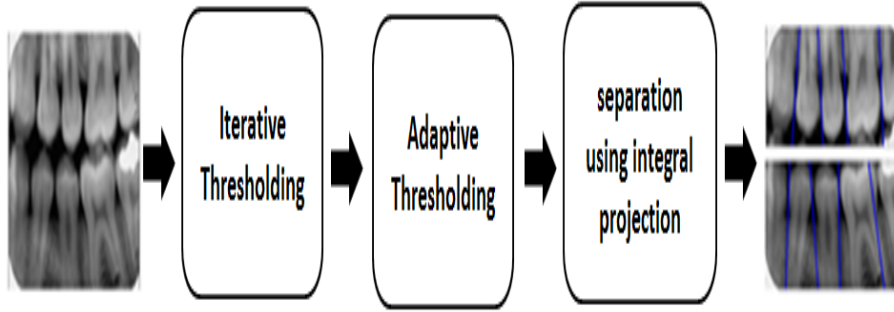 Iterative
Thresholding
Adaptive
Thresholding
separation
using integral
projection